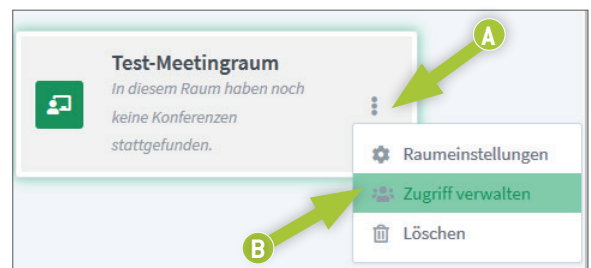 A
Test-Meetingraum
In diesem Raum haben noch
keine Konferenzen
stattgefunden.
Raumeinstellungen
Zugriff verwalten
Löschen
B